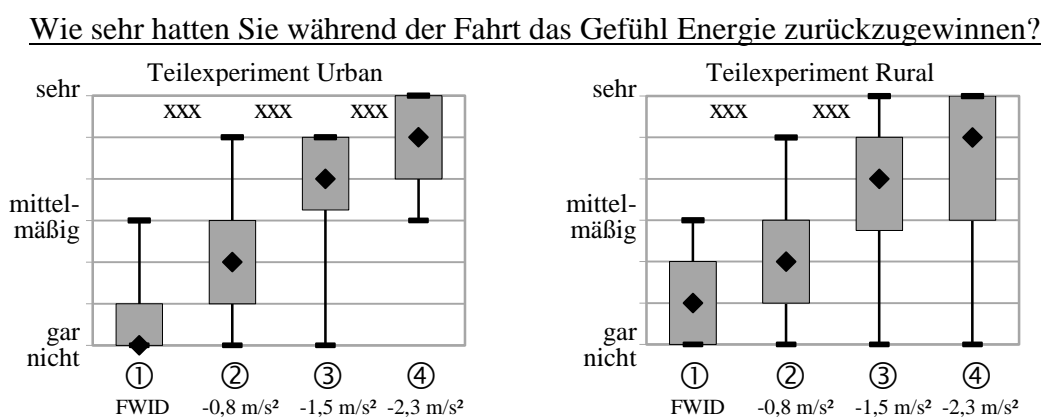 Wie sehr hatten Sie während der Fahrt das Gefühl Energie zurückzugewinnen?
Teilexperiment Urban
sehr
xxx xxx xxx
mittel-
mäßig
gar
nicht
① ② ③ ④
FWID -0,8 m/s² -1,5 m/s² -2,3 m/s²
Teilexperiment Rural
sehr
xxx xxx
mittel-
mäßig
gar
nicht
① ② ③ ④
FWID -0,8 m/s² -1,5 m/s² -2,3 m/s²